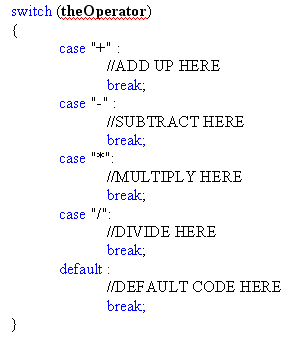 switch (theOperator)
{
case "+" :
//ADD UP HERE
break;
case "-" :
//SUBTRACT HERE
break;
case "*":
//MULTIPLY HERE
break;
case "/":
//DIVIDE HERE
break;
default :
//DEFAULT CODE HERE
break;
}